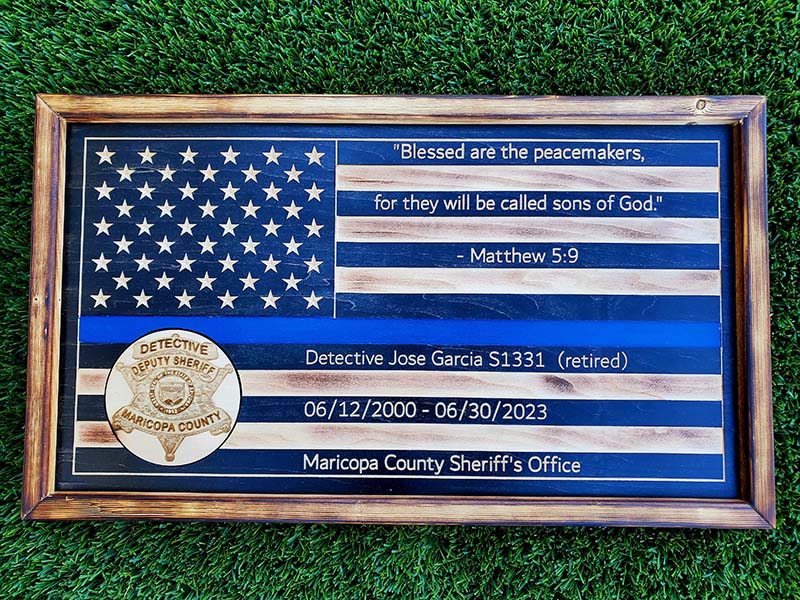 "Blessed are the peacemakers,
for they will be called sons of God."
- Matthew 5:9
Detective Jose Garcia S1331 (retired)
06/12/2000 - 06/30/2023
Maricopa County Sheriff's Office
DETECTIVE
DEPUTY SHERIFF
MARICOPA COUNTY